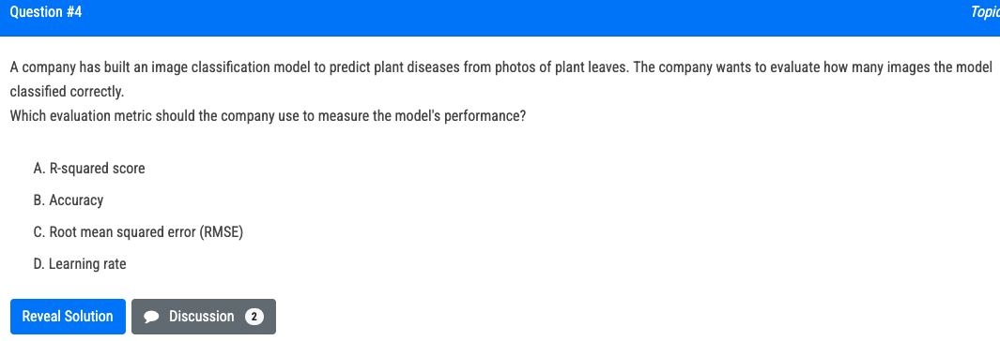 Question #4
Topic
A company has built an image classification model to predict plant diseases from photos of plant leaves. The company wants to evaluate how many images the model
classified correctly.
Which evaluation metric should the company use to measure the model's performance?
A. R-squared score
B. Accuracy
C. Root mean squared error (RMSE)
D. Learning rate
Reveal Solution
Discussion 2